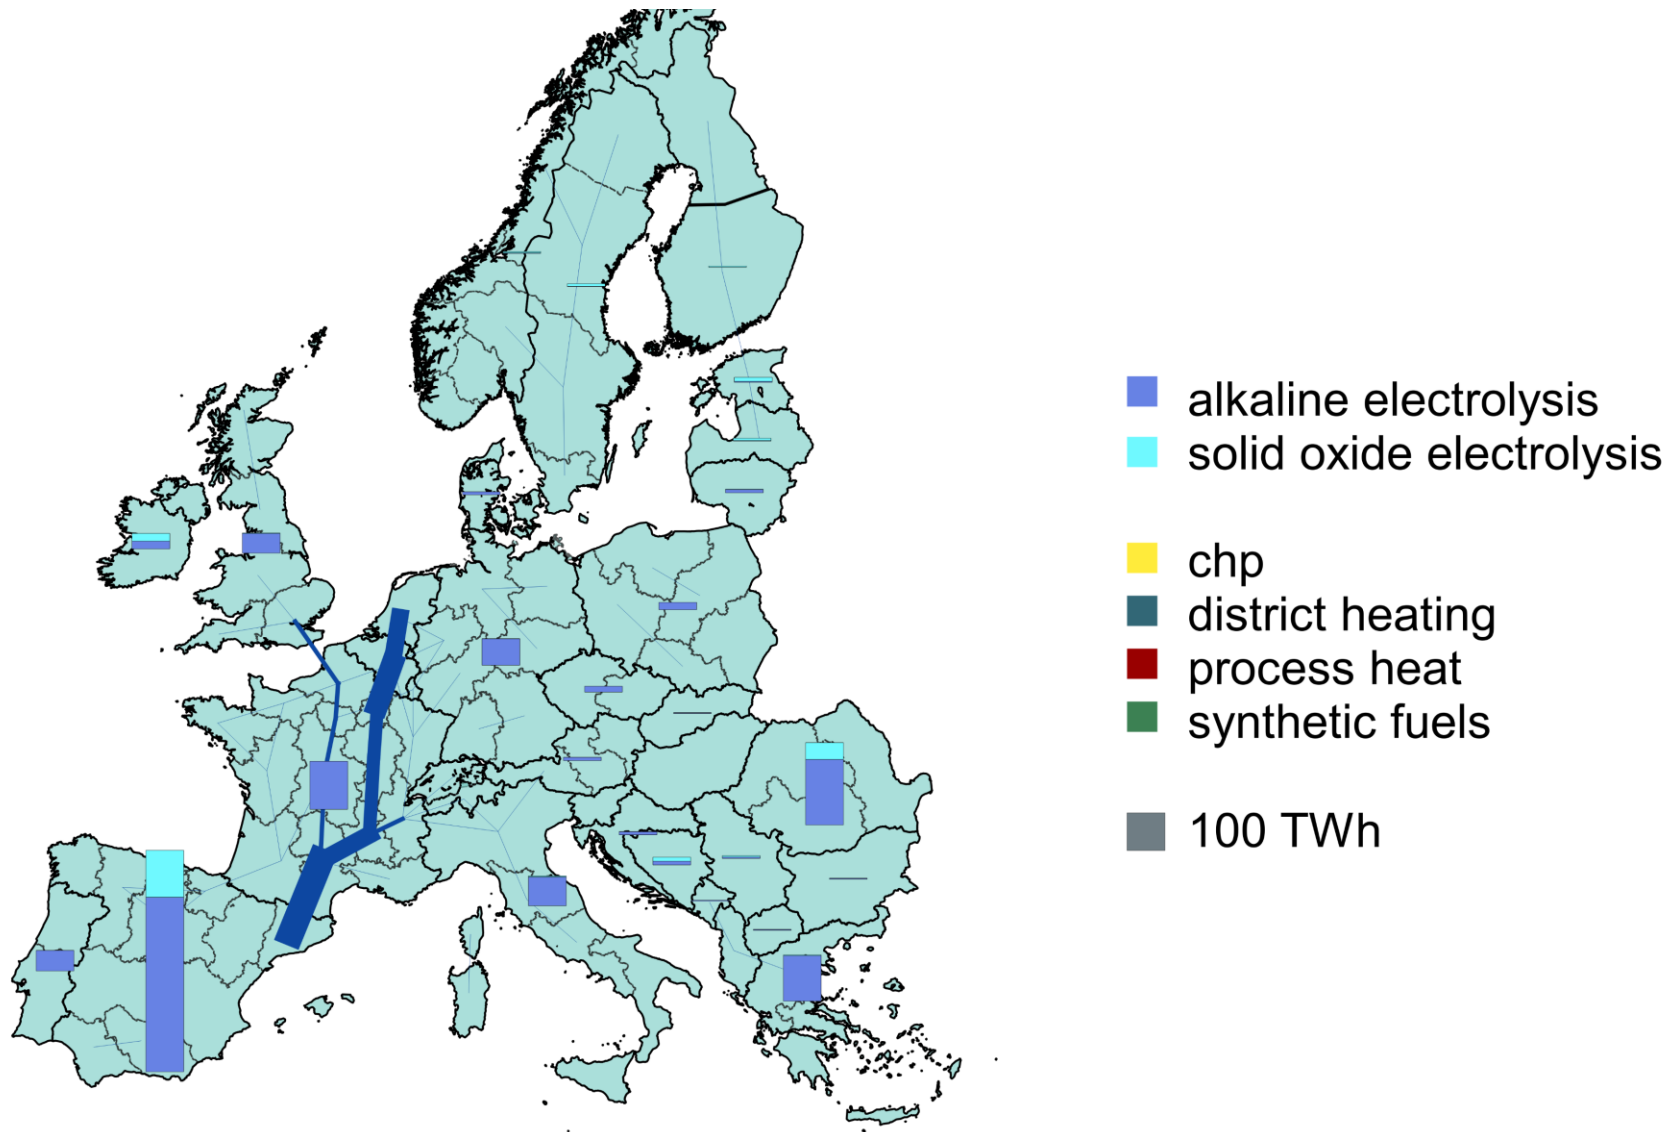 alkaline electrolysis
solid oxide electrolysis
chp
district heating
process heat
synthetic fuels
100 TWh